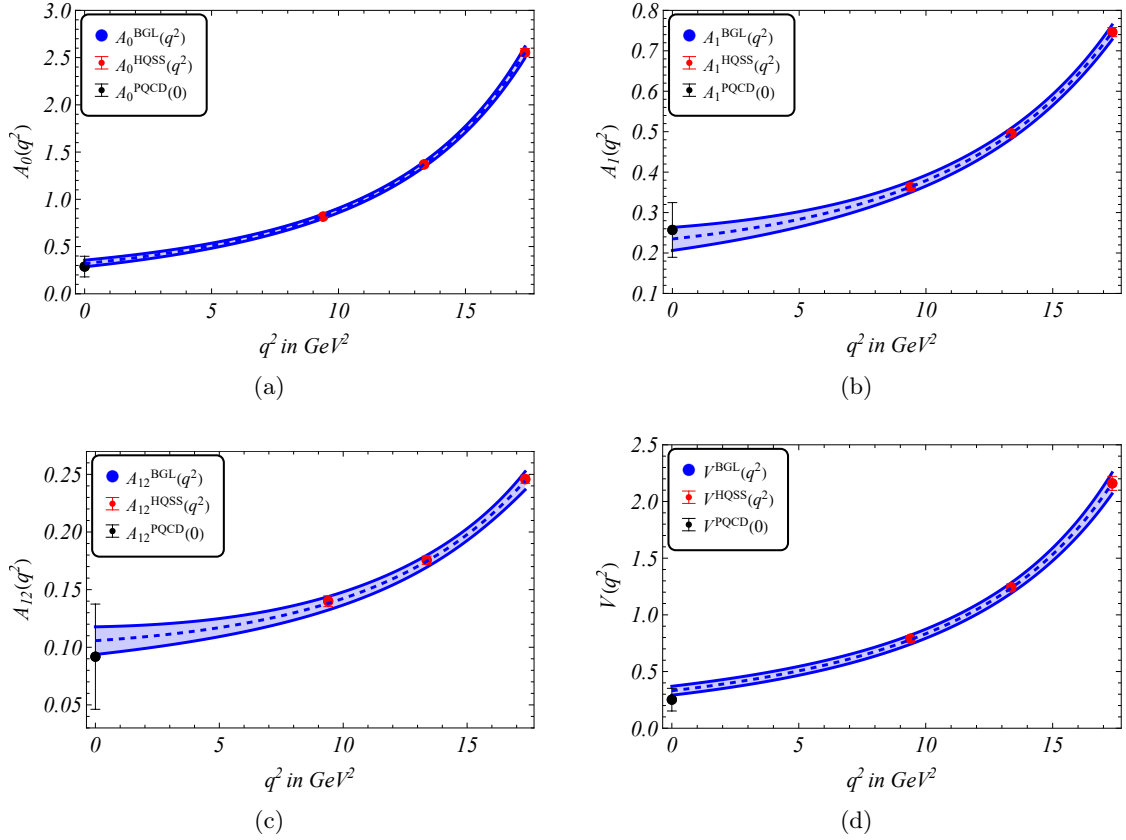 A₀ᴮᴳᴸ(q²)
A₀ᴴQˢˢ(q²)
A₀ᴾQᶜᴰ(0)
A₀(q²)
3.0
2.5
2.0
1.5
1.0
0.5
0.0
0 5 10 15
q² in GeV²
(a)
A₁ᴮᴳᴸ(q²)
A₁ᴴQˢˢ(q²)
A₁ᴾQᶜᴰ(0)
A₁(q²)
0.8
0.7
0.6
0.5
0.4
0.3
0.2
0.1
0 5 10 15
q² in GeV²
(b)
A₁₂ᴮᴳᴸ(q²)
A₁₂ᴴQˢˢ(q²)
A₁₂ᴾQᶜᴰ(0)
A₁₂(q²)
0.25
0.20
0.15
0.10
0.05
0 5 10 15
q² in GeV²
(c)
Vᴮᴳᴸ(q²)
VᴴQˢˢ(q²)
VᴾQᶜᴰ(0)
V(q²)
2.5
2.0
1.5
1.0
0.5
0.0
0 5 10 15
q² in GeV²
(d)